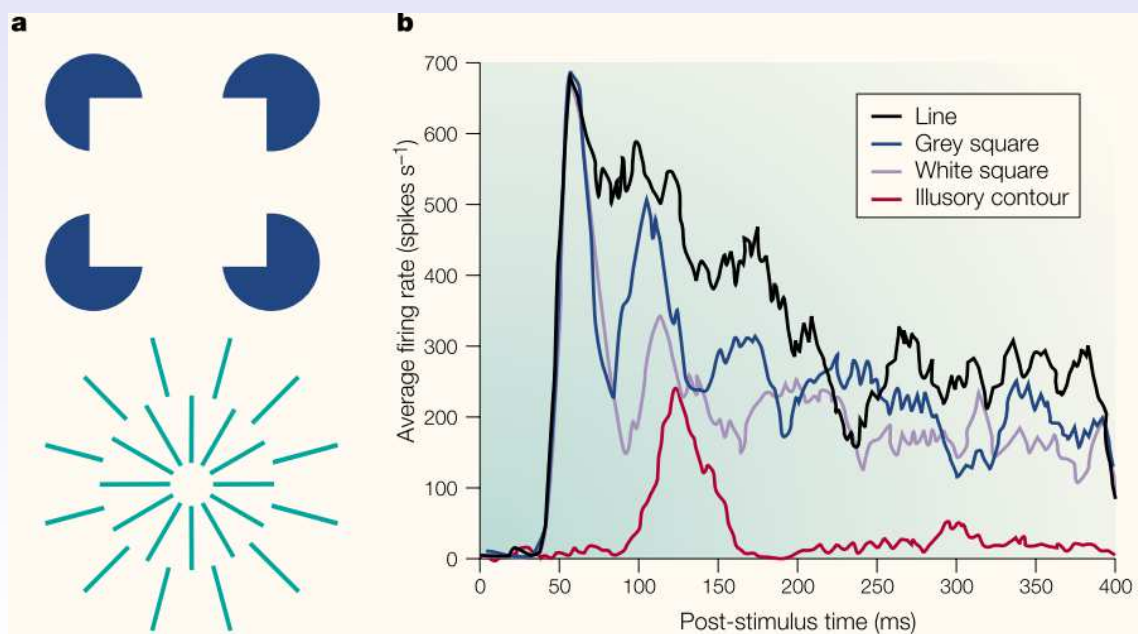 a
b
700
600
500
400
300
200
100
0
Average firing rate (spikes s⁻¹)
Line
Grey square
White square
Illusory contour
0 50 100 150 200 250 300 350 400
Post-stimulus time (ms)